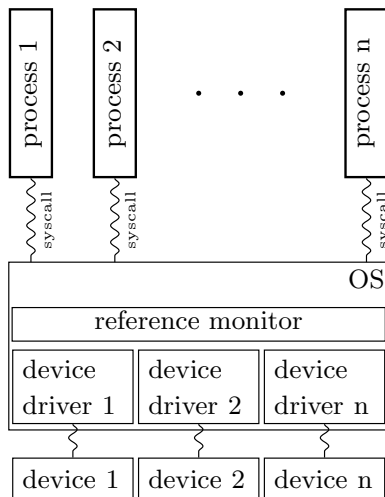 process 1
process 2
. . .
process n
syscall
syscall
syscall
OS
reference monitor
device
driver 1
device
driver 2
device
driver n
device 1
device 2
device n